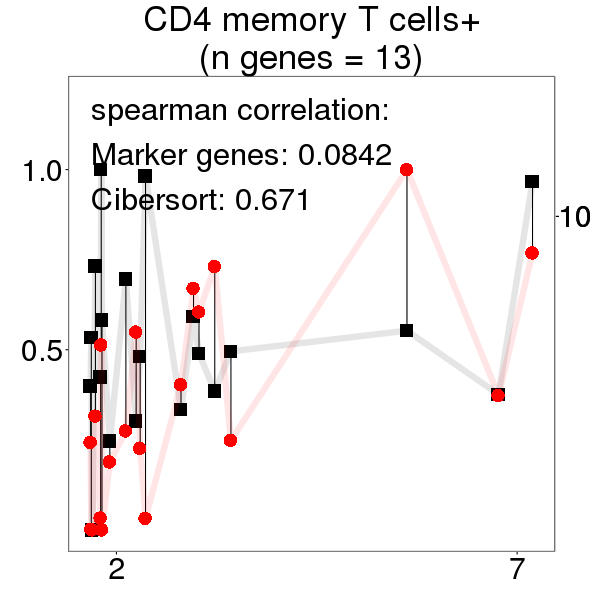 CD4 memory T cells+
(n genes = 13)
spearman correlation:
Marker genes: 0.0842
Cibersort: 0.671
1.0
0.5
10
2
7